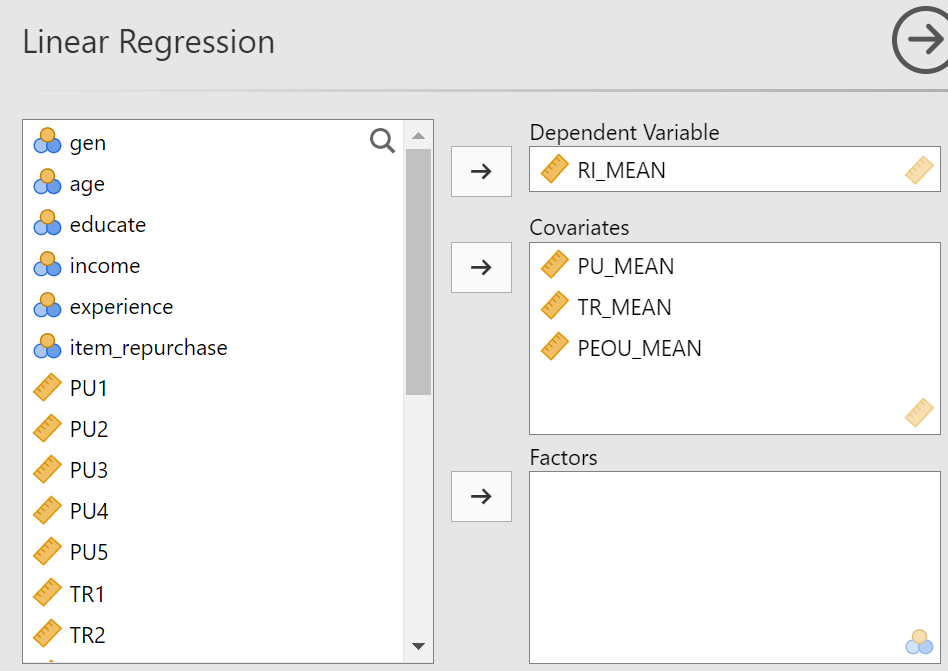 Linear Regression
gen
age
educate
income
experience
item_repurchase
PU1
PU2
PU3
PU4
PU5
TR1
TR2
Dependent Variable
RI_MEAN
Covariates
PU_MEAN
TR_MEAN
PEOU_MEAN
Factors